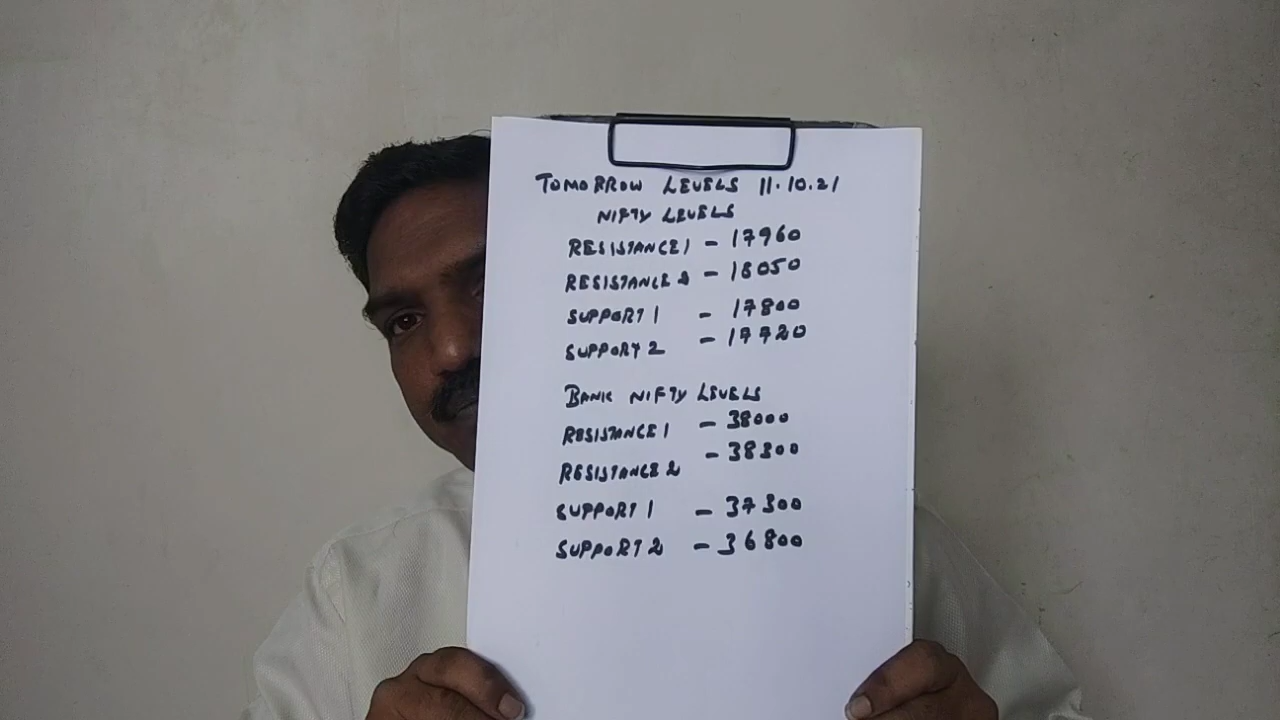 TOMORROW LEVELS 11.10.21
NIFTY LEVELS
RESISTANCE 1 - 17960
RESISTANCE 2 - 18050
SUPPORT 1 - 17800
SUPPORT 2 - 17720
BANK NIFTY LEVELS
RESISTANCE 1 - 38000
RESISTANCE 2 - 38300
SUPPORT 1 - 37300
SUPPORT 2 - 36800